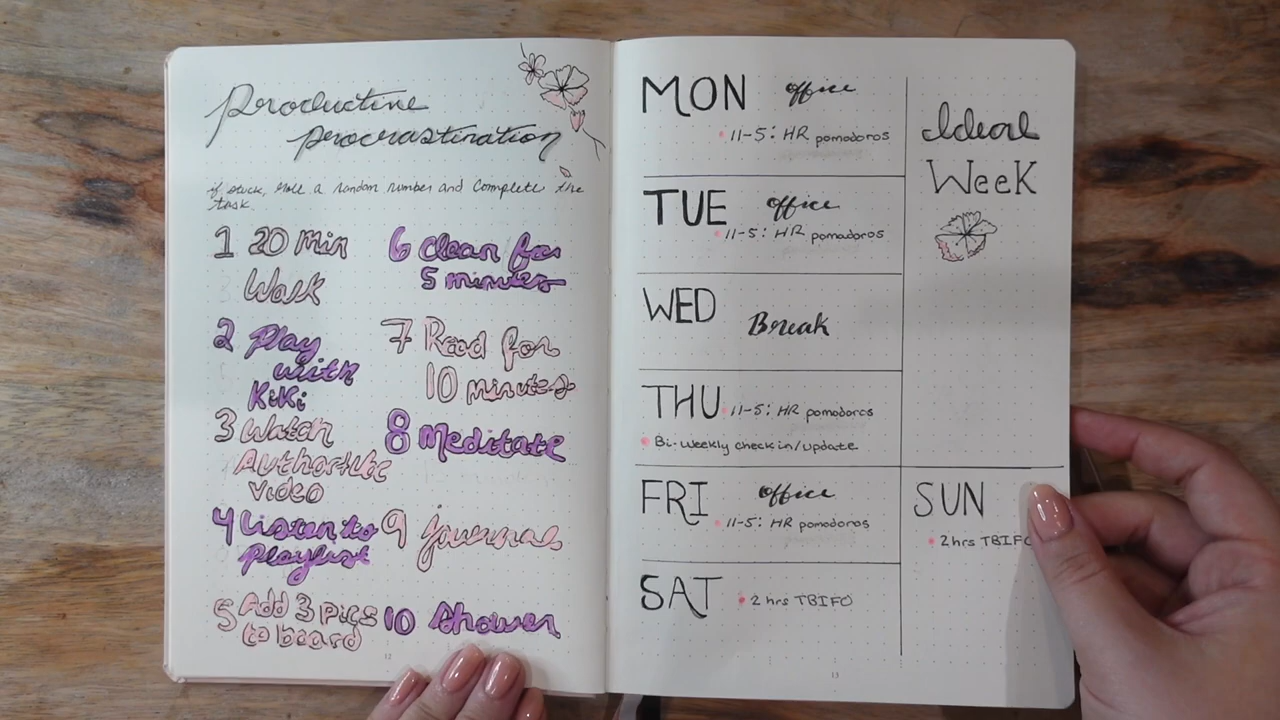 Productive
procrastination
if stuck, roll a random number and complete the
task.
1 20 Min
Walk
2 Play
with
KiKi
3 Watch
AuthorTube
Video
4 Listen to
playlist
5 Add 3 pics
to board
6 Clean for
5 minutes
7 Read for
10 minutes
8 Meditate
9 journal
10 Shower
12
MON office
11-5: HR pomodoros
TUE office
11-5: HR pomodoros
WED Break
THU 11-5: HR pomodoros
Bi-weekly check in/update
FRI office
11-5: HR pomodoros
SAT 2 hrs TBIFO
13
Ideal
Week
SUN
2 hrs TBIFO